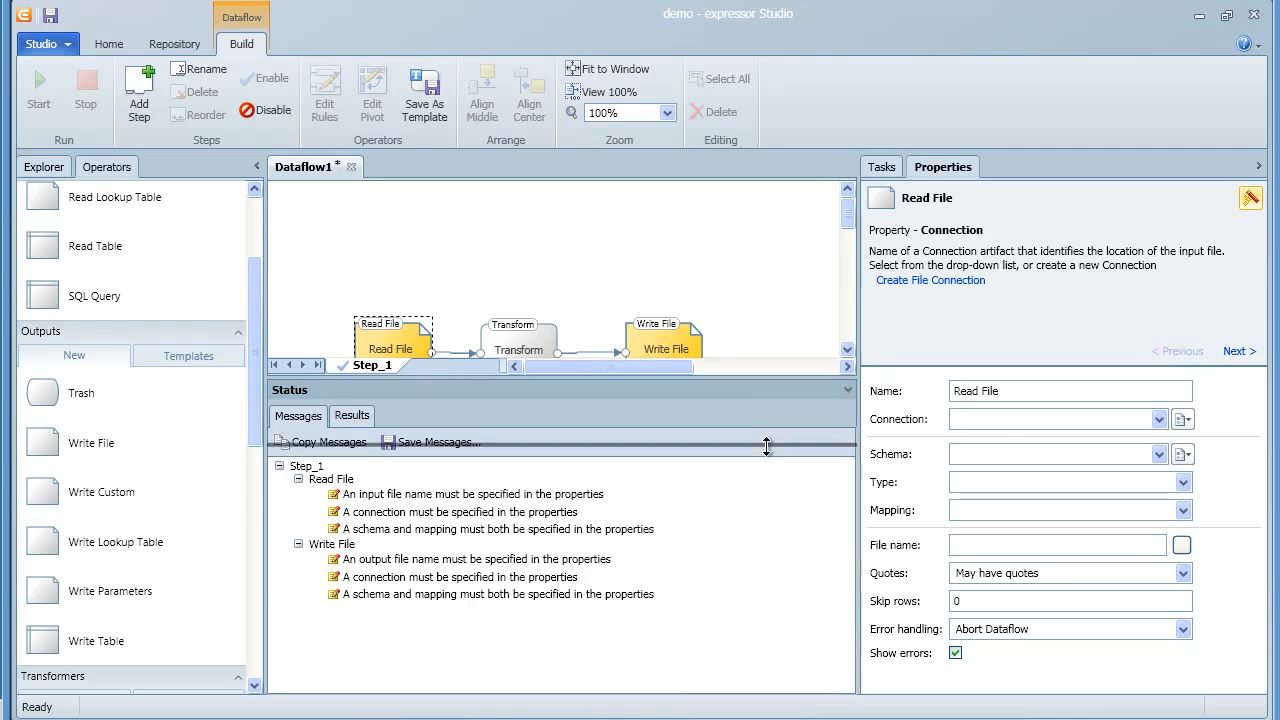 demo - expressor Studio
Dataflow
Studio
Home
Repository
Build
Start
Stop
Run
Add Step
Rename
Delete
Reorder
Enable
Disable
Steps
Edit Rules
Edit Pivot
Save As Template
Operators
Align Middle
Align Center
Arrange
Fit to Window
View 100%
100%
Zoom
Select All
Delete
Editing
Explorer
Operators
Read Lookup Table
Read Table
SQL Query
Outputs
New
Templates
Trash
Write File
Write Custom
Write Lookup Table
Write Parameters
Write Table
Transformers
Dataflow1 *
Read File
Read File
Transform
Transform
Write File
Write File
Step_1
Status
Messages
Results
Copy Messages
Save Messages...
Step_1
Read File
An input file name must be specified in the properties
A connection must be specified in the properties
A schema and mapping must both be specified in the properties
Write File
An output file name must be specified in the properties
A connection must be specified in the properties
A schema and mapping must both be specified in the properties
Tasks
Properties
Read File
Property - Connection
Name of a Connection artifact that identifies the location of the input file.
Select from the drop-down list, or create a new Connection
Create File Connection
< Previous
Next >
Name: Read File
Connection:
Schema:
Type:
Mapping:
File name:
Quotes: May have quotes
Skip rows: 0
Error handling: Abort Dataflow
Show errors:
Ready